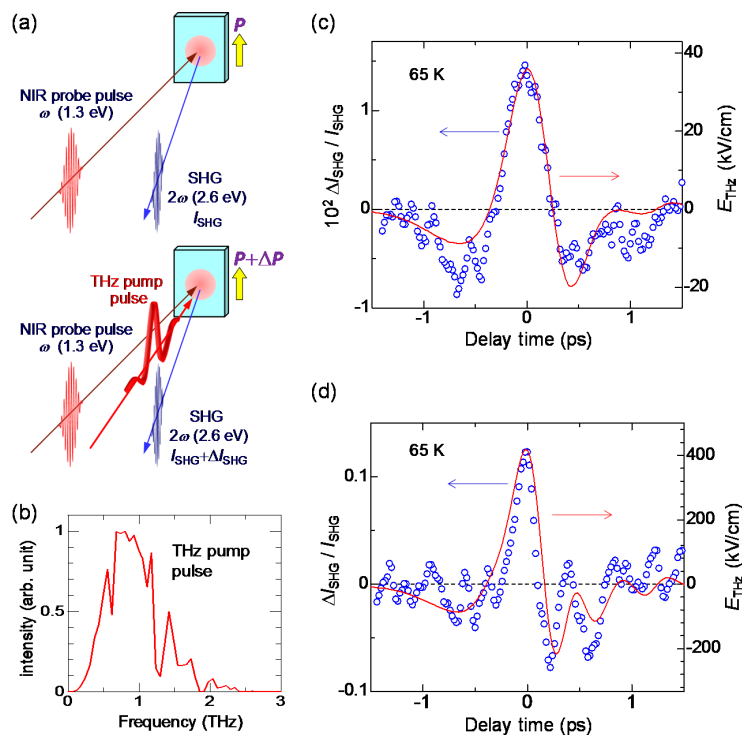 (a)
P
NIR probe pulse
ω (1.3 eV)
SHG
2ω (2.6 eV)
I_SHG
P+ΔP
THz pump
pulse
NIR probe pulse
ω (1.3 eV)
SHG
2ω (2.6 eV)
I_SHG+ΔI_SHG
(b)
THz pump
pulse
intensity (arb. unit)
1
0.5
0
0 1 2 3
Frequency (THz)
(c)
65 K
10² ΔI_SHG / I_SHG
1
0
-1
40
20
0
-20
E_THz (kV/cm)
-1 0 1
Delay time (ps)
(d)
65 K
ΔI_SHG / I_SHG
0.1
0
-0.1
400
200
0
-200
E_THz (kV/cm)
-1 0 1
Delay time (ps)